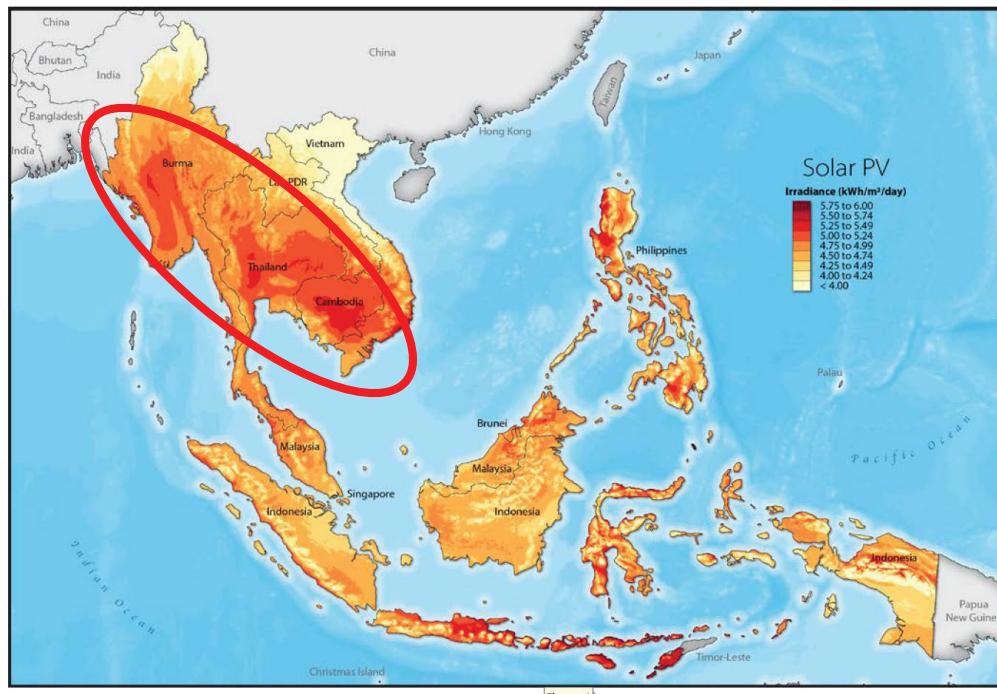 China
China
Bhutan
India
Japan
Taiwan
Bangladesh
Hong Kong
Vietnam
India
Burma
Lao PDR
Solar PV
Irradiance (kWh/m²/day)
5.75 to 6.00
5.50 to 5.74
5.25 to 5.49
5.00 to 5.24
4.75 to 4.99
4.50 to 4.74
4.25 to 4.49
4.00 to 4.24
< 4.00
Philippines
Thailand
Cambodia
Palau
Brunei
Pacific Ocean
Malaysia
Malaysia
Singapore
Indonesia
Indonesia
Indonesia
Indian Ocean
Papua
New Guine
Timor-Leste
Christmas Island